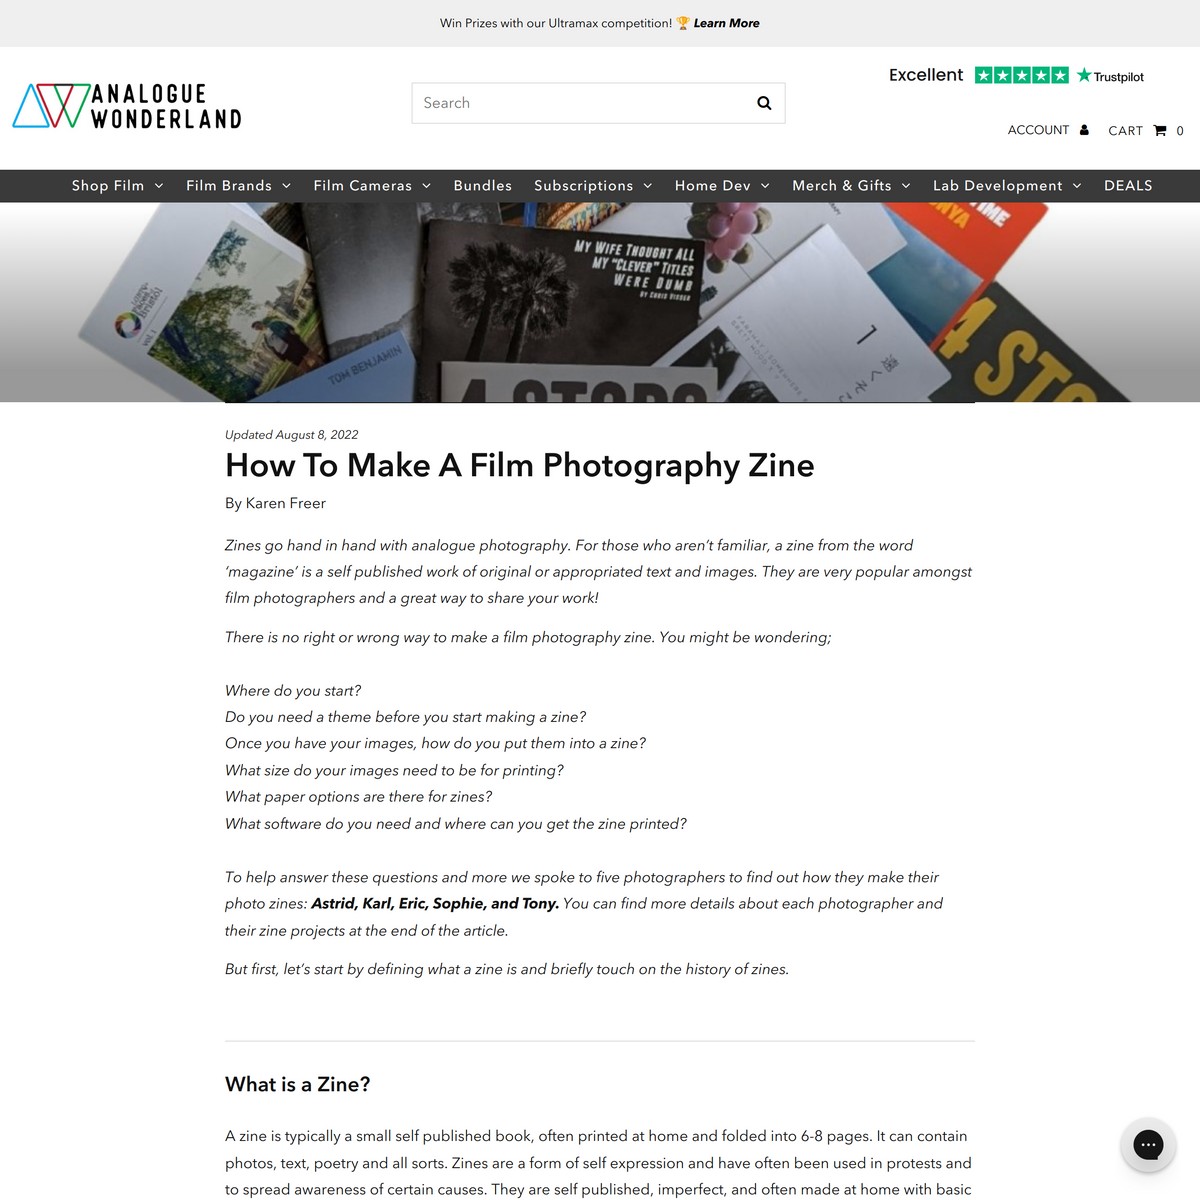 Win Prizes with our Ultramax competition! 🏆 Learn More
Excellent Trustpilot
ANALOGUE
WONDERLAND
Search
ACCOUNT CART 0
Shop Film Film Brands Film Cameras Bundles Subscriptions Home Dev Merch & Gifts Lab Development DEALS
MY WIFE THOUGHT ALL
MY "CLEVER" TITLES
WERE DUMB
vol.1
TOM BENJAMIN
1
TIME
4 STOPS
4 STO
Updated August 8, 2022
How To Make A Film Photography Zine
By Karen Freer
Zines go hand in hand with analogue photography. For those who aren’t familiar, a zine from the word
‘magazine’ is a self published work of original or appropriated text and images. They are very popular amongst
film photographers and a great way to share your work!
There is no right or wrong way to make a film photography zine. You might be wondering;
Where do you start?
Do you need a theme before you start making a zine?
Once you have your images, how do you put them into a zine?
What size do your images need to be for printing?
What paper options are there for zines?
What software do you need and where can you get the zine printed?
To help answer these questions and more we spoke to five photographers to find out how they make their
photo zines: Astrid, Karl, Eric, Sophie, and Tony. You can find more details about each photographer and
their zine projects at the end of the article.
But first, let’s start by defining what a zine is and briefly touch on the history of zines.
What is a Zine?
A zine is typically a small self published book, often printed at home and folded into 6-8 pages. It can contain
photos, text, poetry and all sorts. Zines are a form of self expression and have often been used in protests and
to spread awareness of certain causes. They are self published, imperfect, and often made at home with basic